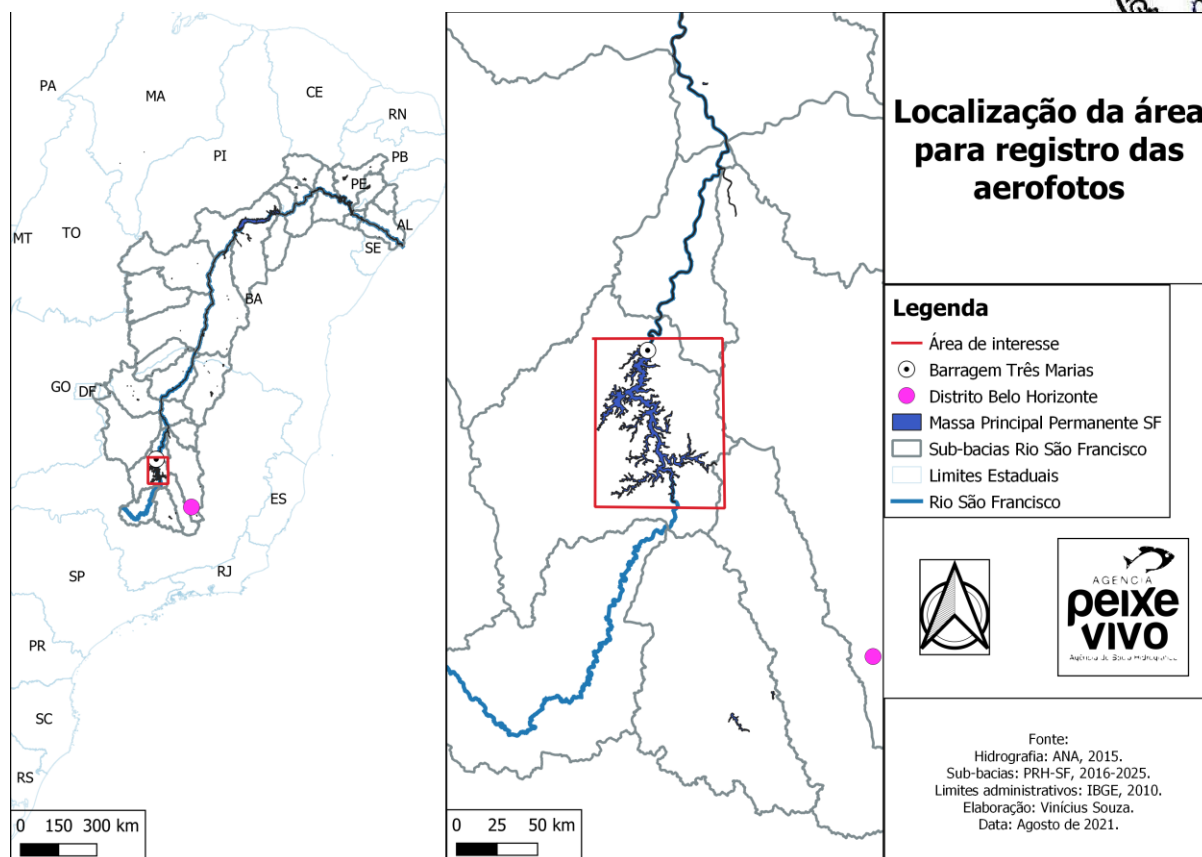 PA
MA
CE
RN
PI
PB
PE
MT
TO
AL
SE
BA
GO
DF
ES
SP
RJ
PR
SC
RS
0 150 300 km
0 25 50 km
Localização da área
para registro das
aerofotos
Legenda
Área de interesse
Barragem Três Marias
Distrito Belo Horizonte
Massa Principal Permanente SF
Sub-bacias Rio São Francisco
Limites Estaduais
Rio São Francisco
AGENCIA
peixe
VIVO
Fonte:
Hidrografia: ANA, 2015.
Sub-bacias: PRH-SF, 2016-2025.
Limites administrativos: IBGE, 2010.
Elaboração: Vinícius Souza.
Data: Agosto de 2021.